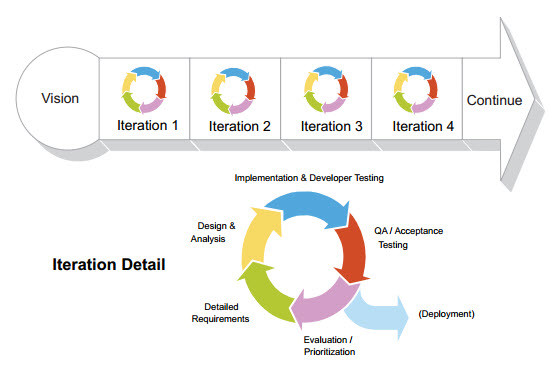 Vision
Iteration 1
Iteration 2
Iteration 3
Iteration 4
Continue
Implementation & Developer Testing
Design &
Analysis
QA / Acceptance
Testing
Iteration Detail
Detailed
Requirements
(Deployment)
Evaluation /
Prioritization